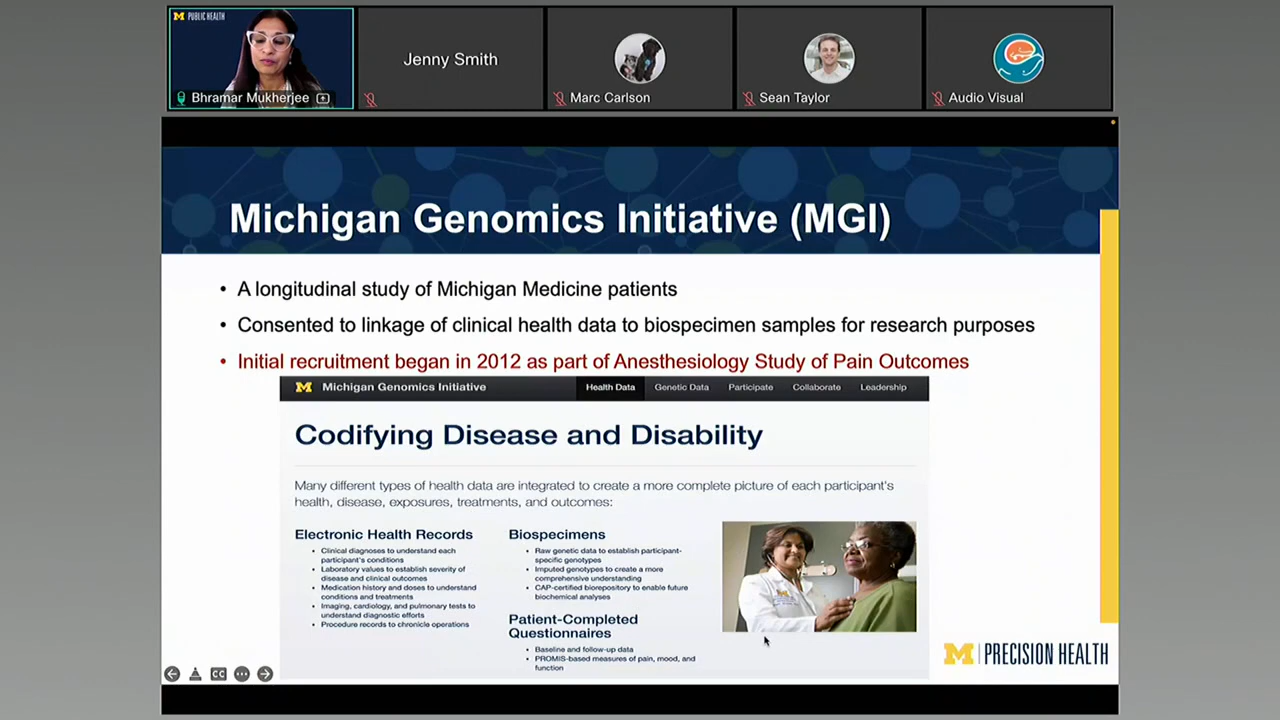 M PUBLIC HEALTH
Bhramar Mukherjee
Jenny Smith
Marc Carlson
Sean Taylor
Audio Visual
Michigan Genomics Initiative (MGI)
• A longitudinal study of Michigan Medicine patients
• Consented to linkage of clinical health data to biospecimen samples for research purposes
• Initial recruitment began in 2012 as part of Anesthesiology Study of Pain Outcomes
M Michigan Genomics Initiative
Health Data Genetic Data Participate Collaborate Leadership
Codifying Disease and Disability
Many different types of health data are integrated to create a more complete picture of each participant's
health, disease, exposures, treatments, and outcomes:
Electronic Health Records
• Clinical diagnoses to understand each
participant's conditions
• Laboratory values to establish severity of
disease and clinical outcomes
• Medication history and doses to understand
conditions and treatments
• Imaging, cardiology, and pulmonary tests to
understand diagnostic efforts
• Procedure records to chronicle operations
Biospecimens
• Raw genetic data to establish participant-
specific genotypes
• Imputed genotypes to create a more
comprehensive understanding
• CAP-certified biorepository to enable future
biochemical analyses
Patient-Completed
Questionnaires
• Baseline and follow-up data
• PROMIS-based measures of pain, mood, and
function
M PRECISION HEALTH
CC